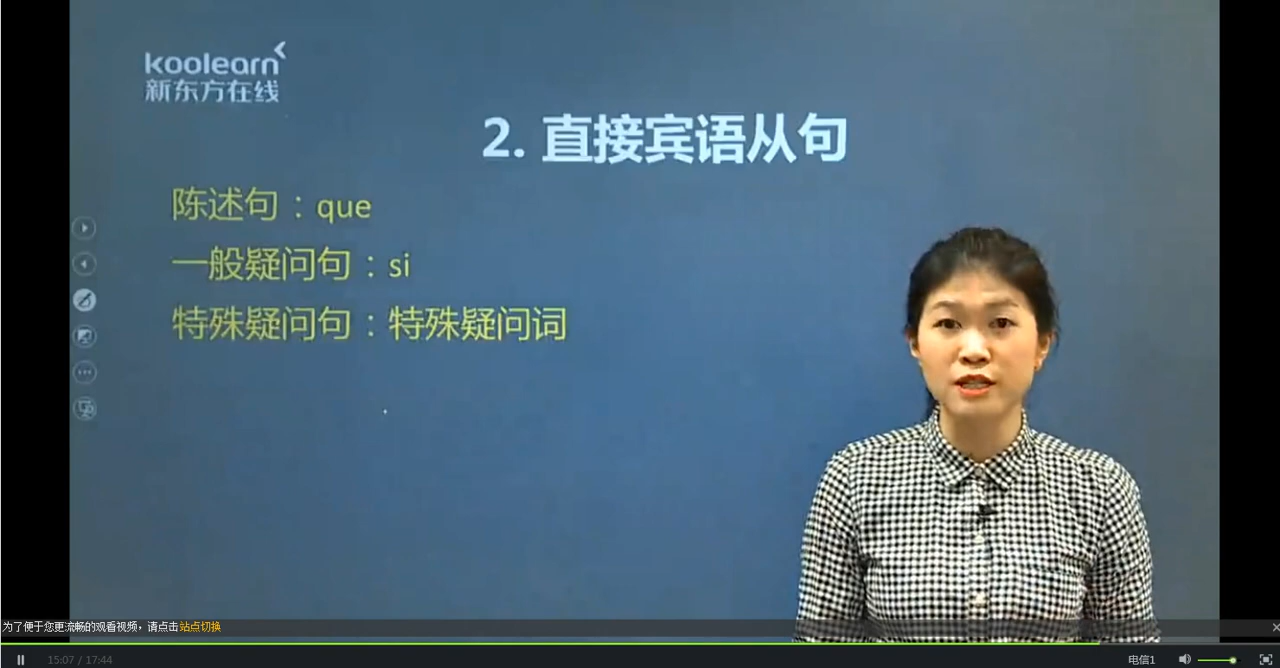 koolearn
新东方在线
2. 直接宾语从句
陈述句：que
一般疑问句：si
特殊疑问句：特殊疑问词
为了便于您更流畅的观看视频，请点击站点切换
15:07 / 17:44
电信1